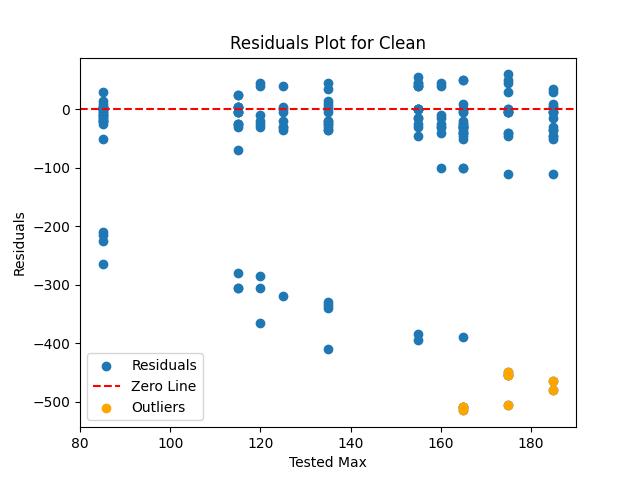 Residuals Plot for Clean
Residuals
0
−100
−200
−300
−400
−500
Residuals
Zero Line
Outliers
80 100 120 140 160 180
Tested Max